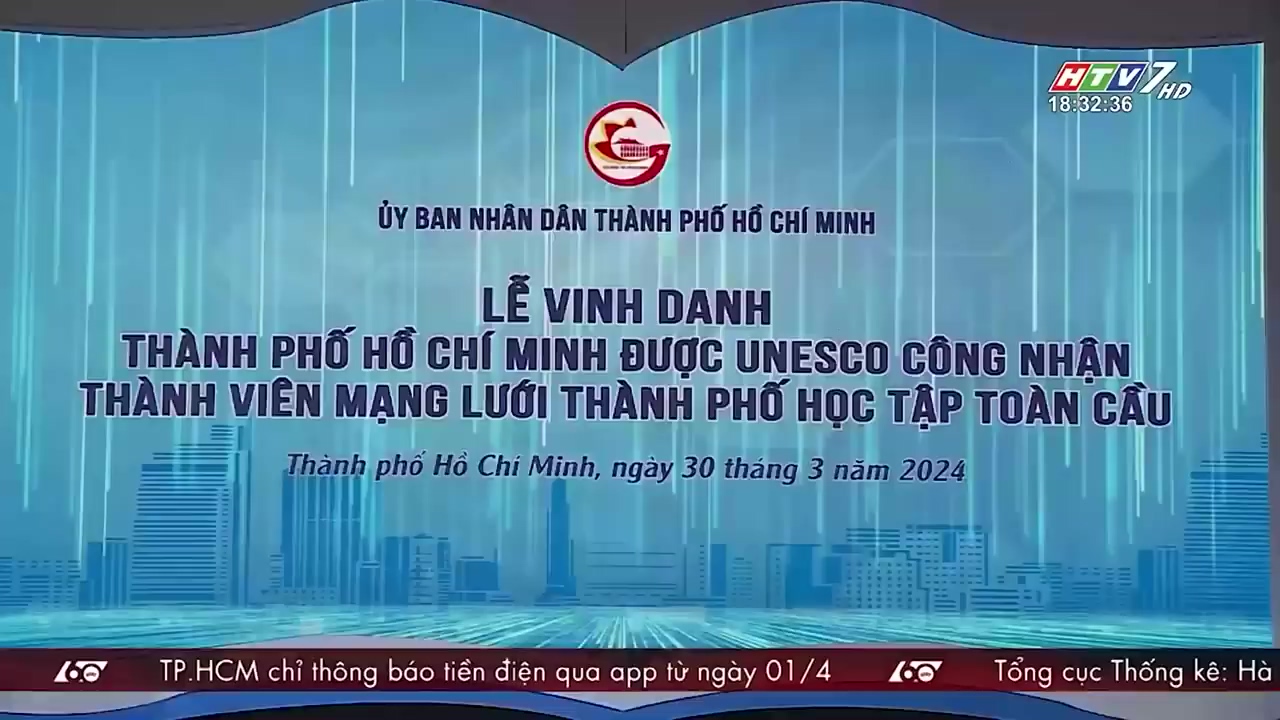 HTV7 HD
18:32:36
ỦY BAN NHÂN DÂN THÀNH PHỐ HỒ CHÍ MINH
LỄ VINH DANH
THÀNH PHỐ HỒ CHÍ MINH ĐƯỢC UNESCO CÔNG NHẬN
THÀNH VIÊN MẠNG LƯỚI THÀNH PHỐ HỌC TẬP TOÀN CẦU
Thành phố Hồ Chí Minh, ngày 30 tháng 3 năm 2024
60 TP.HCM chỉ thông báo tiền điện qua app từ ngày 01/4 60 Tổng cục Thống kê: Hà